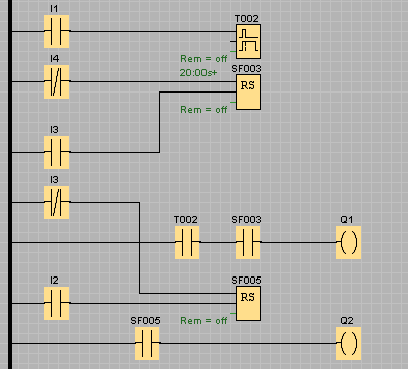 I1
T002
Rem = off
20:00s+
I4
SF003
RS
Rem = off
I3
I3
T002
SF003
Q1
I2
SF005
RS
Rem = off
SF005
Q2